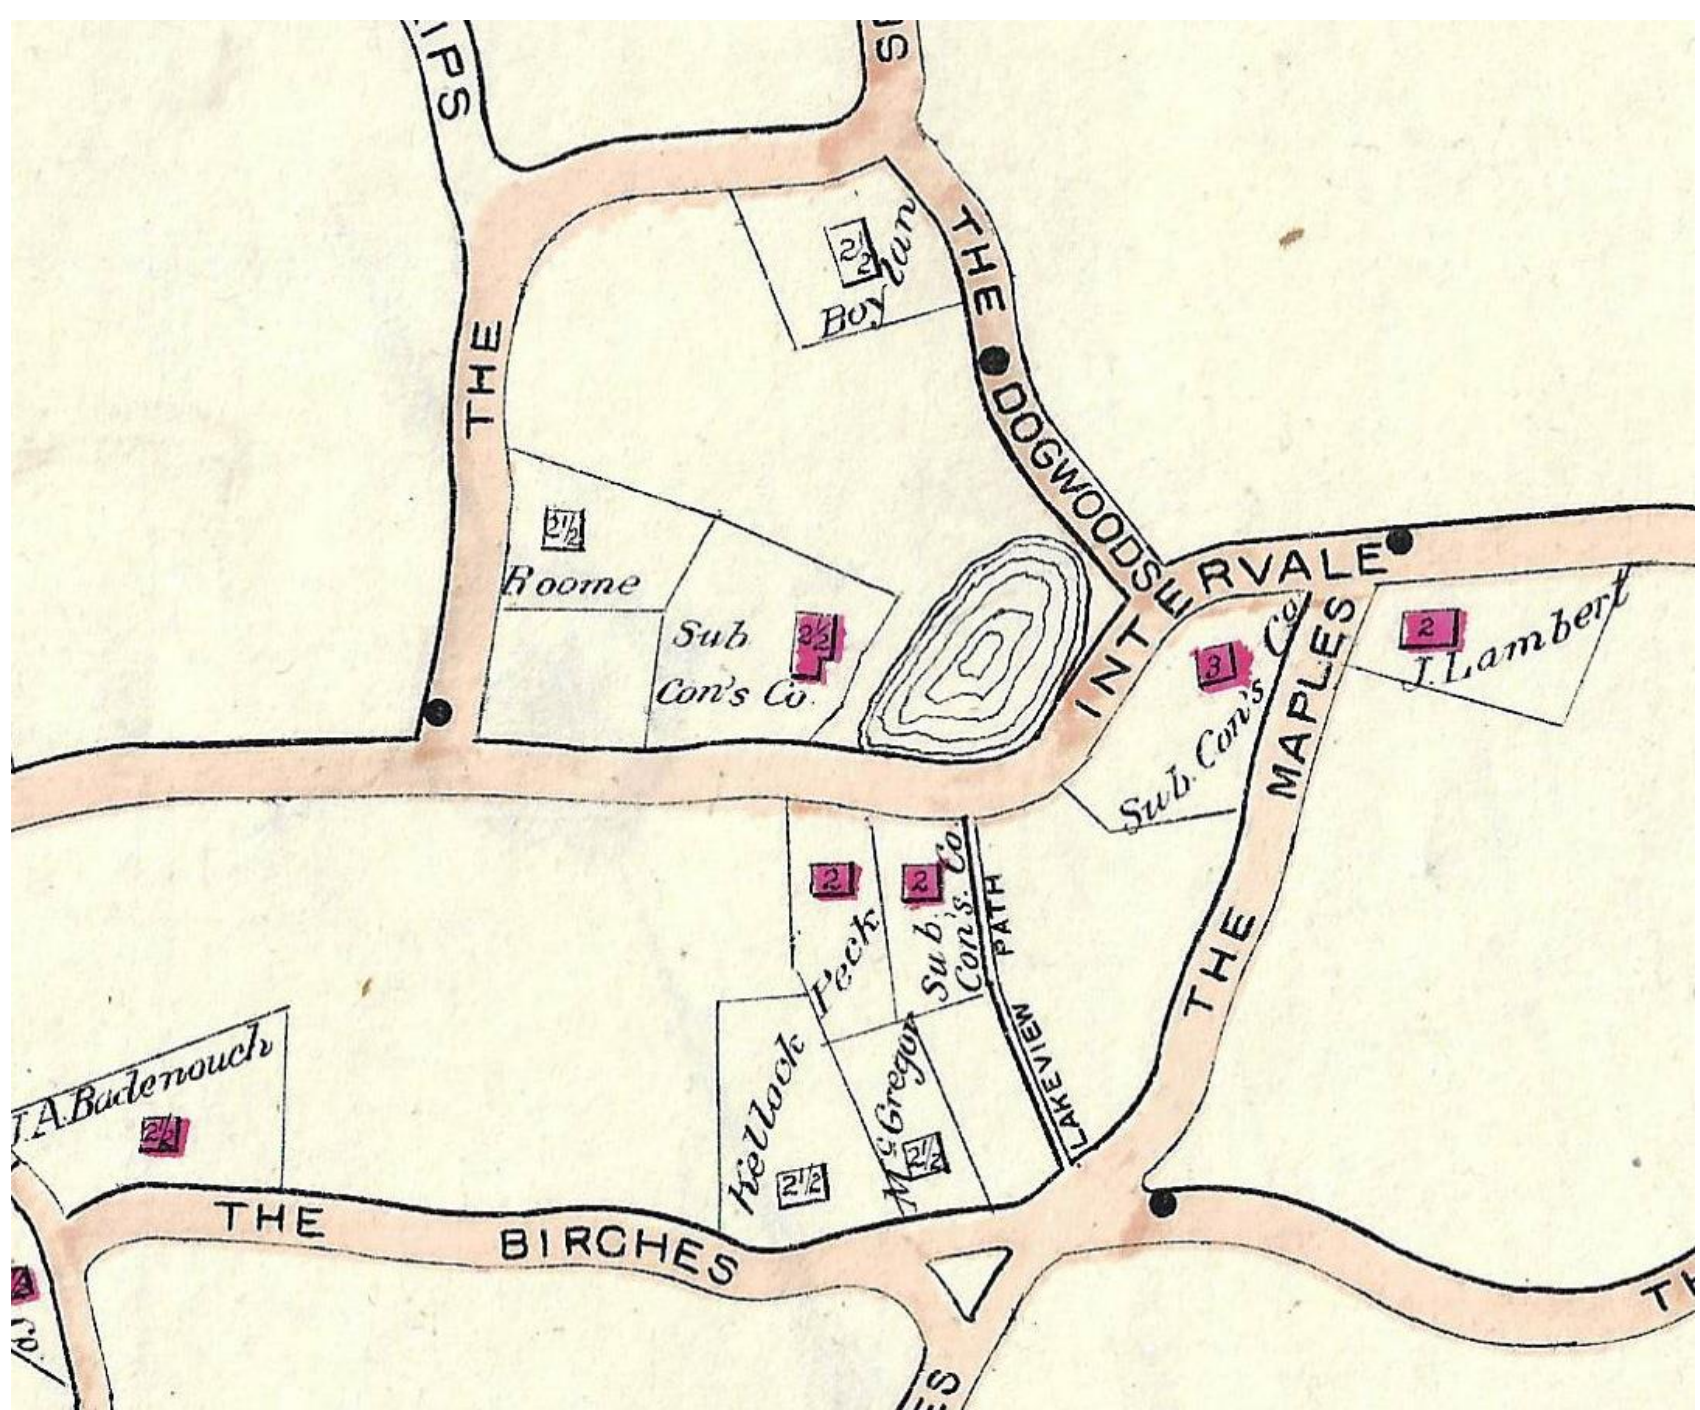 LIPS
S
THE
2½
Boylan
THE
DOGWOODS
THE
2½
Roome
Sub
Con's Co.
2½
INTERVALE
3
Sub. Con's Co
MAPLES
THE
2
J. Lambert
2
Peck
2
Sub.
Con's. Co.
PATH
LAKEVIEW
Kellock
2½
McGregor
2½
J.A. Badenouch
2½
THE BIRCHES
ES
TH